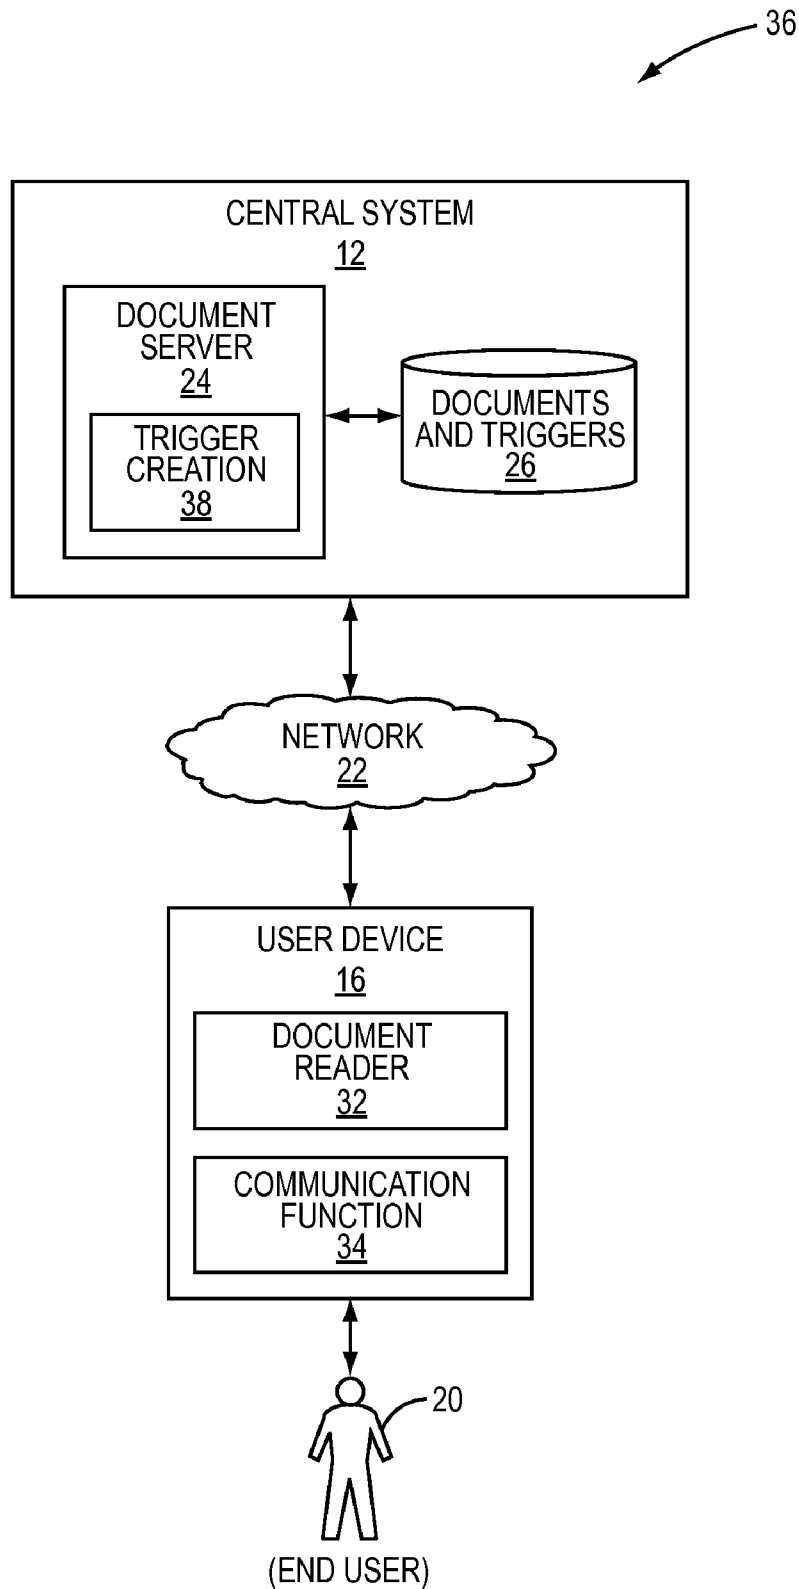 36
CENTRAL SYSTEM
12
DOCUMENT
SERVER
24
TRIGGER
CREATION
38
DOCUMENTS
AND TRIGGERS
26
NETWORK
22
USER DEVICE
16
DOCUMENT
READER
32
COMMUNICATION
FUNCTION
34
20
(END USER)